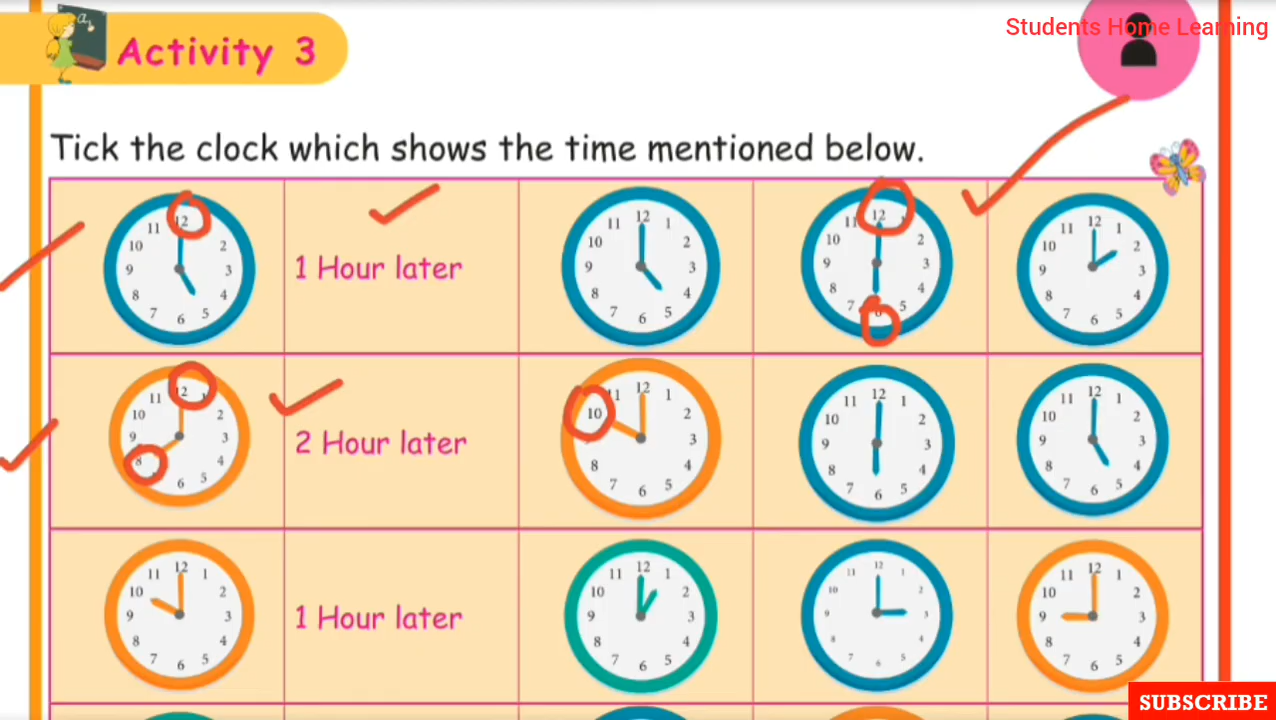 Students Home Learning
Activity 3
Tick the clock which shows the time mentioned below.
1 Hour later
2 Hour later
1 Hour later
SUBSCRIBE